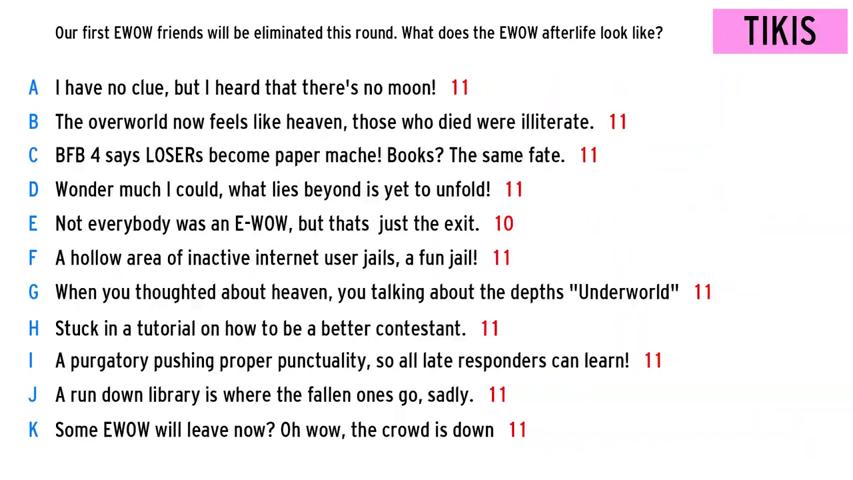 Our first EWOW friends will be eliminated this round. What does the EWOW afterlife look like?
TIKIS
A I have no clue, but I heard that there's no moon! 11
B The overworld now feels like heaven, those who died were illiterate. 11
C BFB 4 says LOSERs become paper mache! Books? The same fate. 11
D Wonder much I could, what lies beyond is yet to unfold! 11
E Not everybody was an E-WOW, but thats just the exit. 10
F A hollow area of inactive internet user jails, a fun jail! 11
G When you thoughted about heaven, you talking about the depths "Underworld" 11
H Stuck in a tutorial on how to be a better contestant. 11
I A purgatory pushing proper punctuality, so all late responders can learn! 11
J A run down library is where the fallen ones go, sadly. 11
K Some EWOW will leave now? Oh wow, the crowd is down 11